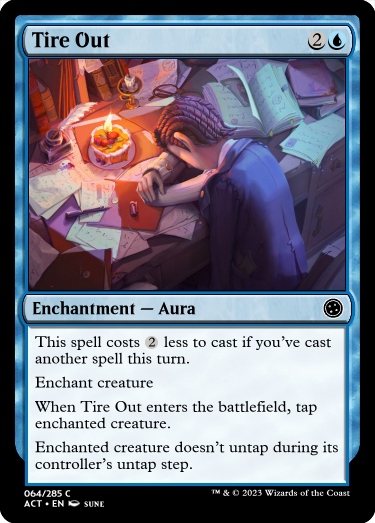 Tire Out 2
Enchantment — Aura
This spell costs 2 less to cast if you've cast
another spell this turn.
Enchant creature
When Tire Out enters the battlefield, tap
enchanted creature.
Enchanted creature doesn't untap during its
controller's untap step.
064/285 C
ACT • EN SUNE
™ & © 2023 Wizards of the Coast